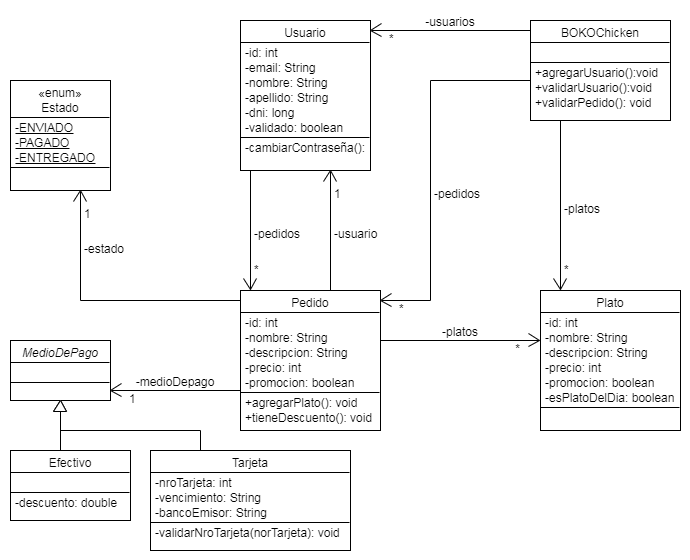 Usuario
-id: int
-email: String
-nombre: String
-apellido: String
-dni: long
-validado: boolean
-cambiarContraseña():
-usuarios
*
BOKOChicken
+agregarUsuario():void
+validarUsuario():void
+validarPedido(): void
«enum»
Estado
-ENVIADO
-PAGADO
-ENTREGADO
1
-estado
-pedidos
*
1
-usuario
-pedidos
*
-platos
*
Pedido
-id: int
-nombre: String
-descripcion: String
-precio: int
-promocion: boolean
+agregarPlato(): void
+tieneDescuento(): void
-platos
*
Plato
-id: int
-nombre: String
-descripcion: String
-precio: int
-promocion: boolean
-esPlatoDelDia: boolean
MedioDePago
-medioDepago
1
Efectivo
-descuento: double
Tarjeta
-nroTarjeta: int
-vencimiento: String
-bancoEmisor: String
-validarNroTarjeta(norTarjeta): void